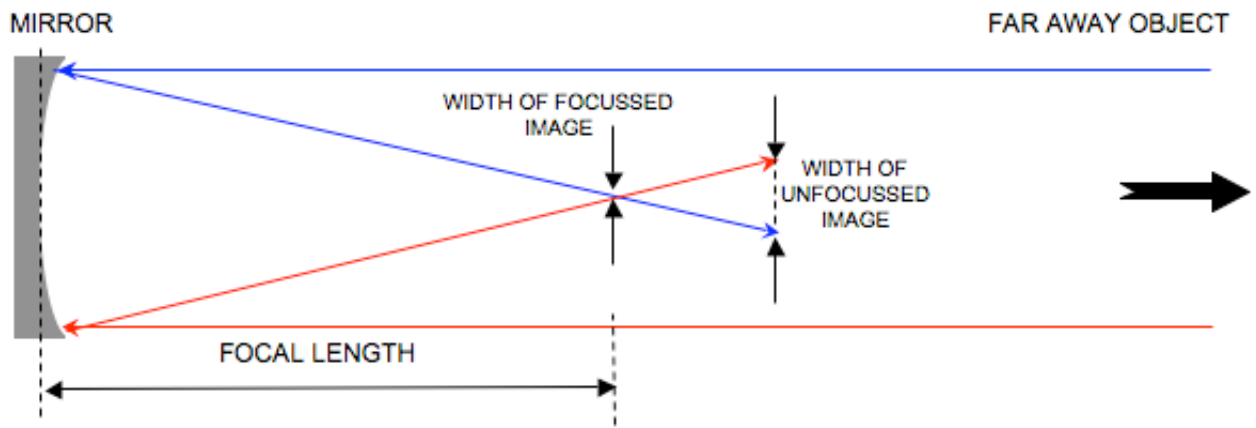 MIRROR
FAR AWAY OBJECT
WIDTH OF FOCUSSED
IMAGE
WIDTH OF
UNFOCUSSED
IMAGE
FOCAL LENGTH